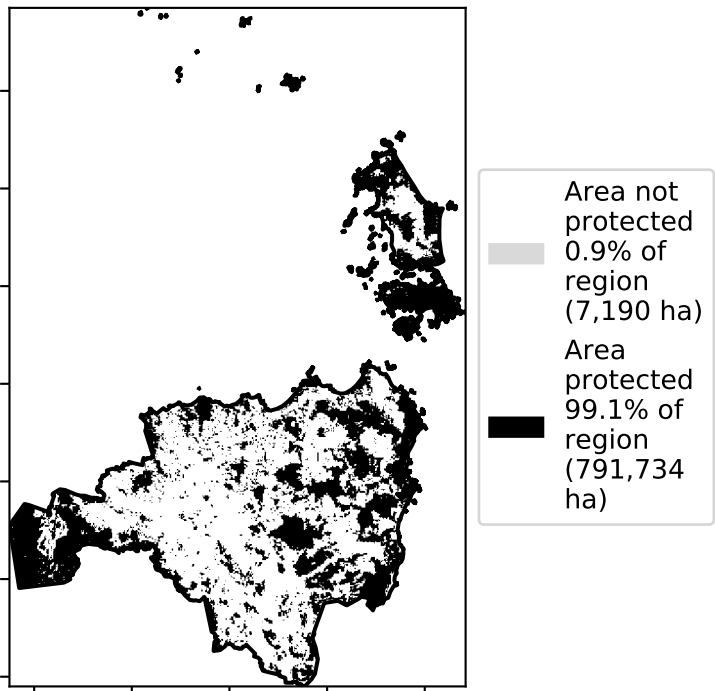 Area not
protected
0.9% of
region
(7,190 ha)
Area
protected
99.1% of
region
(791,734
ha)